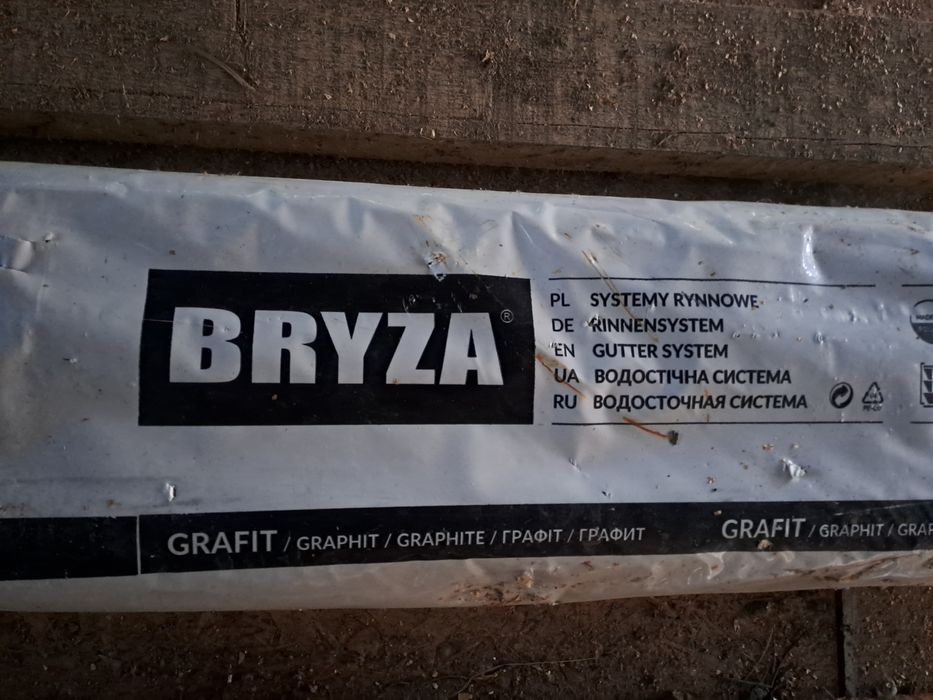 BRYZA®
PL SYSTEMY RYNNOWE
DE RINNENSYSTEM
EN GUTTER SYSTEM
UA ВОДОСТІЧНА СИСТЕМА
RU ВОДОСТОЧНАЯ СИСТЕМА
GRAFIT / GRAPHIT / GRAPHITE / ГРАФІТ / ГРАФИТ
GRAFIT / GRAPHIT /